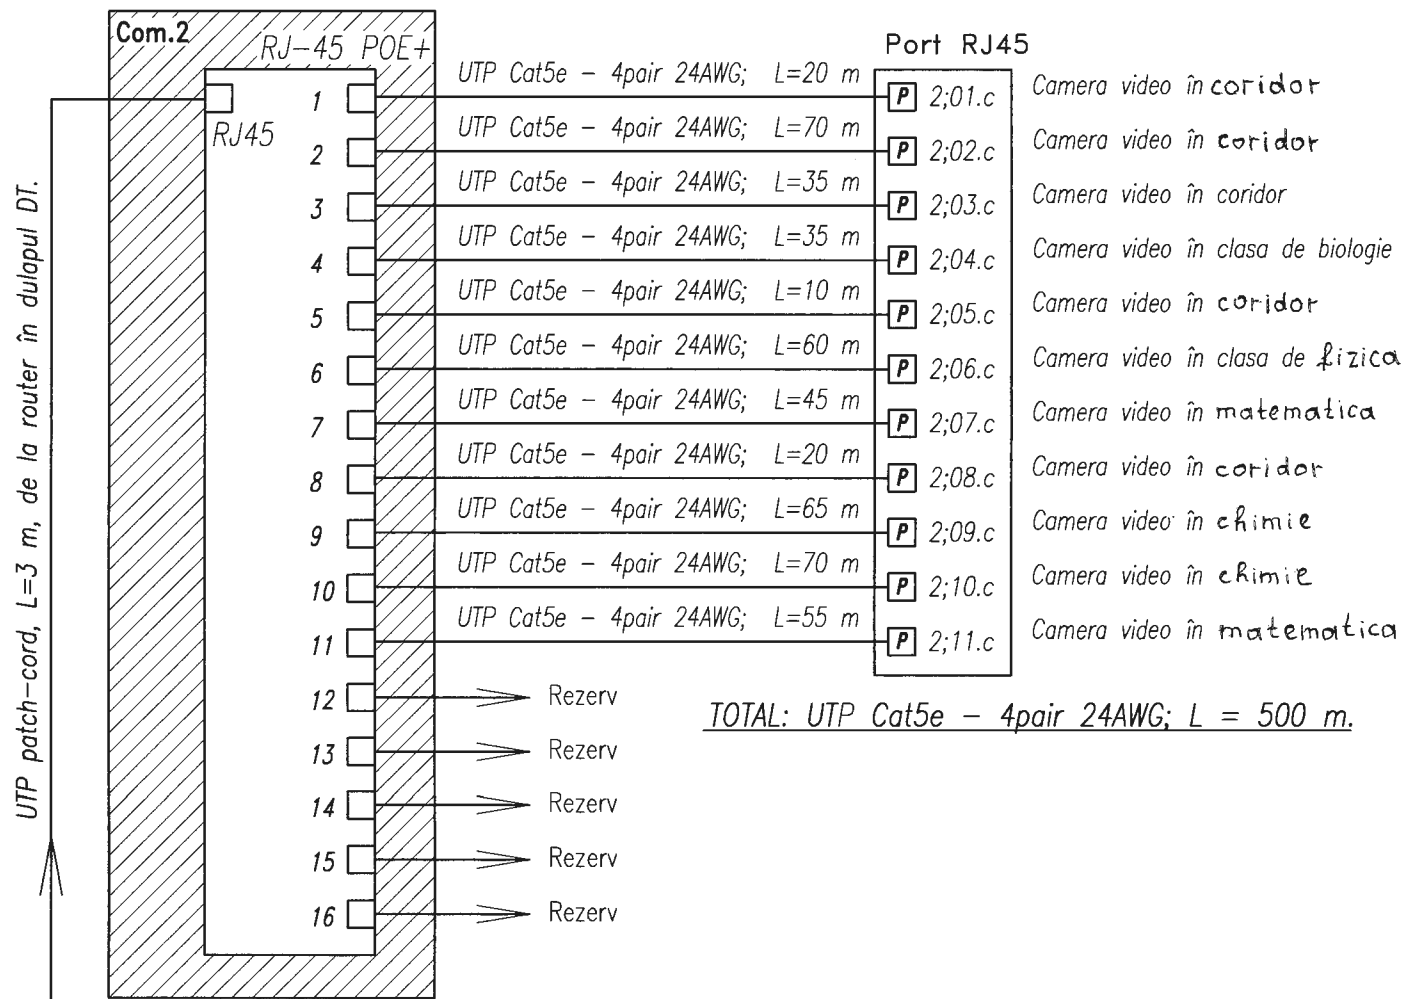 Com.2
RJ-45 POE+
Port RJ45
RJ45
UTP patch-cord, L=3 m, de la router în dulapul DT.
1 UTP Cat5e - 4pair 24AWG; L=20 m P 2;01.c Camera video în coridor
2 UTP Cat5e - 4pair 24AWG; L=70 m P 2;02.c Camera video în coridor
3 UTP Cat5e - 4pair 24AWG; L=35 m P 2;03.c Camera video în coridor
4 UTP Cat5e - 4pair 24AWG; L=35 m P 2;04.c Camera video în clasa de biologie
5 UTP Cat5e - 4pair 24AWG; L=10 m P 2;05.c Camera video în coridor
6 UTP Cat5e - 4pair 24AWG; L=60 m P 2;06.c Camera video în clasa de fizica
7 UTP Cat5e - 4pair 24AWG; L=45 m P 2;07.c Camera video în matematica
8 UTP Cat5e - 4pair 24AWG; L=20 m P 2;08.c Camera video în coridor
9 UTP Cat5e - 4pair 24AWG; L=65 m P 2;09.c Camera video în chimie
10 UTP Cat5e - 4pair 24AWG; L=70 m P 2;10.c Camera video în chimie
11 UTP Cat5e - 4pair 24AWG; L=55 m P 2;11.c Camera video în matematica
12 Rezerv
TOTAL: UTP Cat5e - 4pair 24AWG; L = 500 m.
13 Rezerv
14 Rezerv
15 Rezerv
16 Rezerv